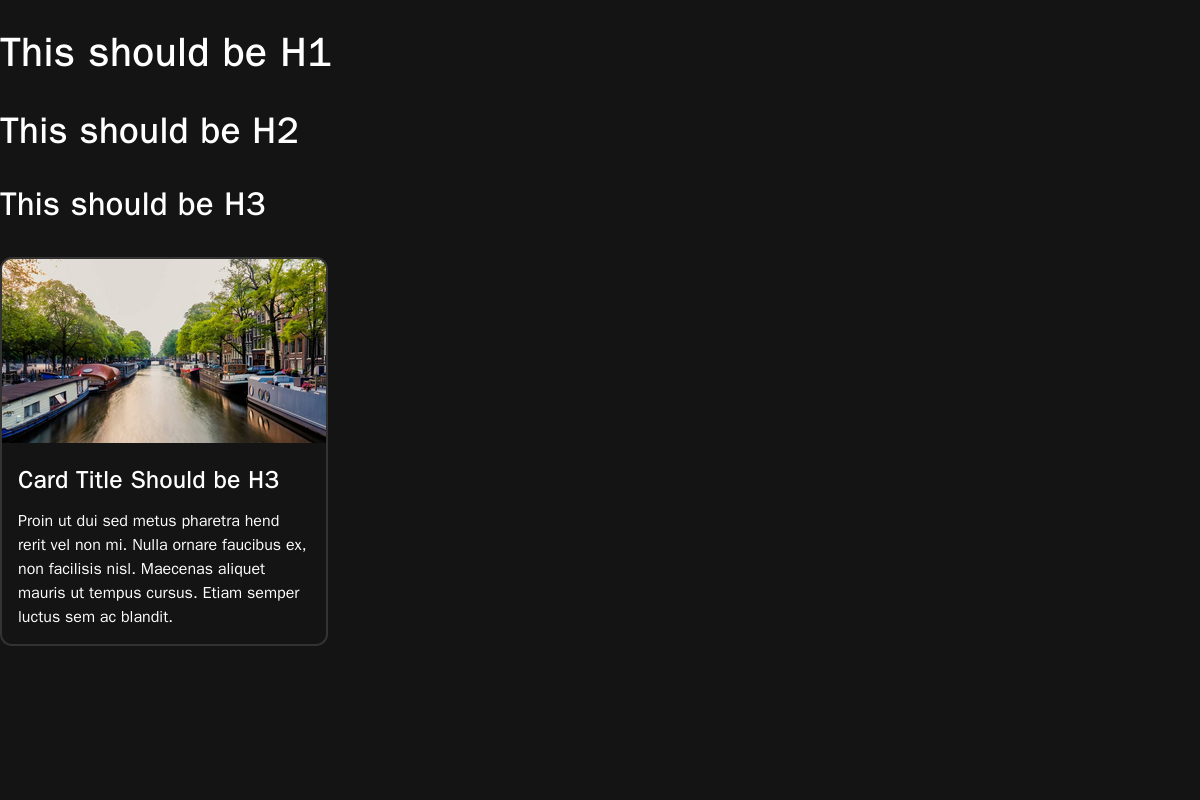 This should be H1
This should be H2
This should be H3
Card Title Should be H3
Proin ut dui sed metus pharetra hend
rerit vel non mi. Nulla ornare faucibus ex,
non facilisis nisl. Maecenas aliquet
mauris ut tempus cursus. Etiam semper
luctus sem ac blandit.